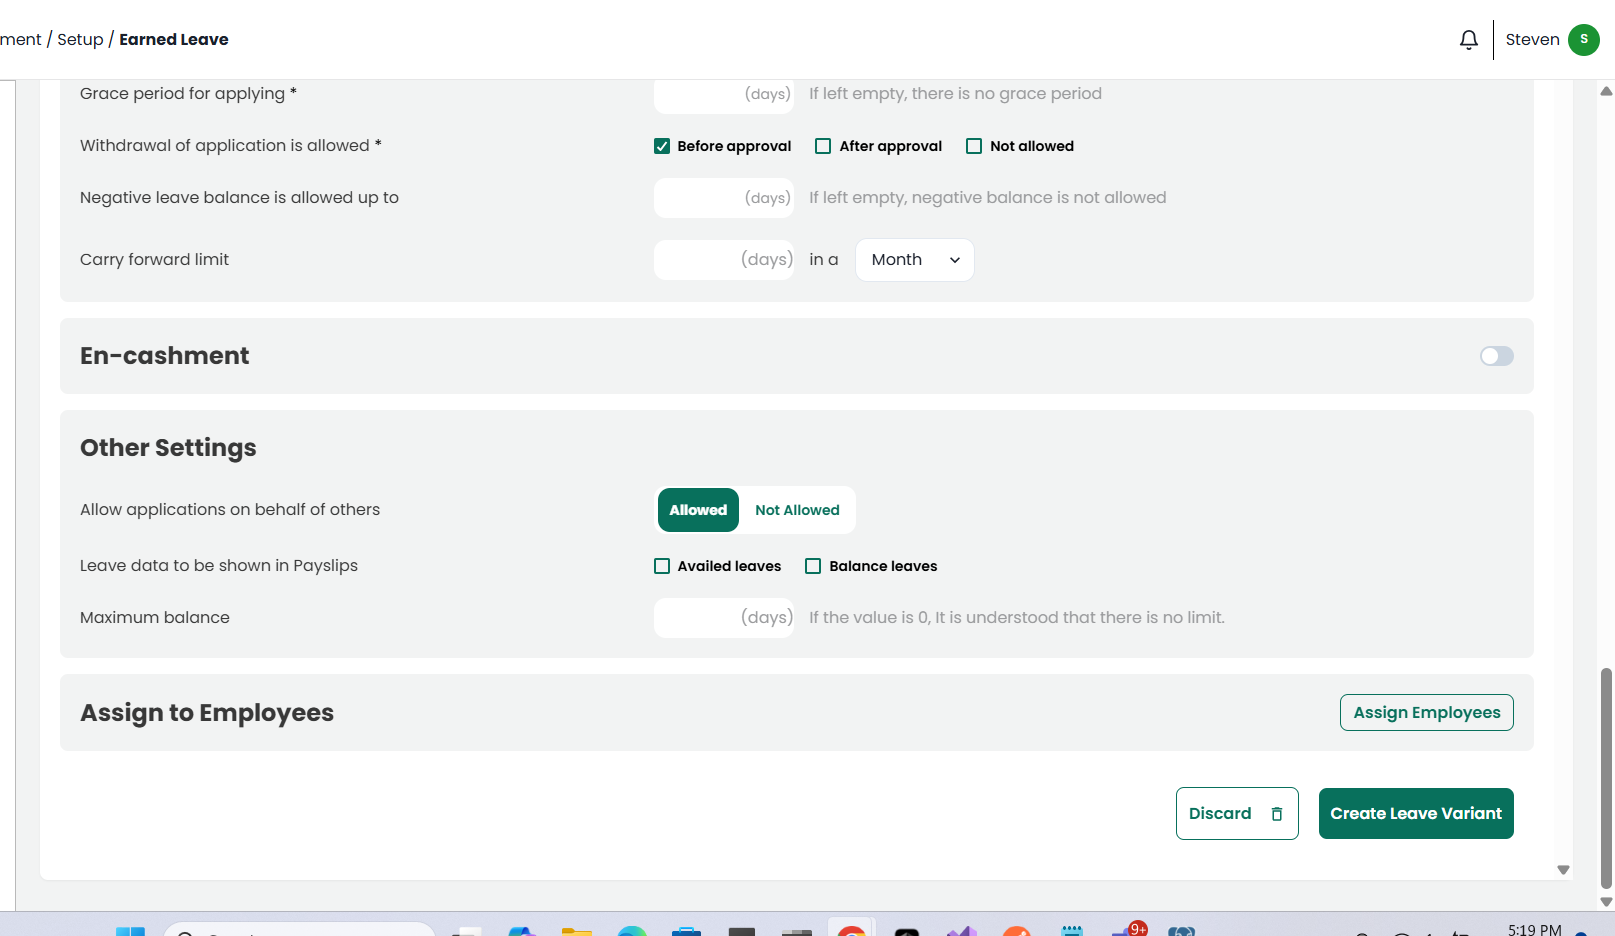 ment / Setup / Earned Leave
Steven S
Grace period for applying * (days) If left empty, there is no grace period
Withdrawal of application is allowed * Before approval After approval Not allowed
Negative leave balance is allowed up to (days) If left empty, negative balance is not allowed
Carry forward limit (days) in a Month
En-cashment
Other Settings
Allow applications on behalf of others Allowed Not Allowed
Leave data to be shown in Payslips Availed leaves Balance leaves
Maximum balance (days) If the value is 0, It is understood that there is no limit.
Assign to Employees Assign Employees
Discard Create Leave Variant
9+
5:19 PM